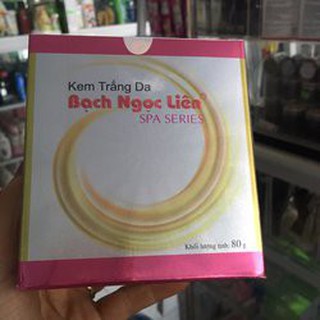 Kem Trắng Da
Bạch Ngọc Liên
SPA SERIES
Khối lượng tịnh: 80 g